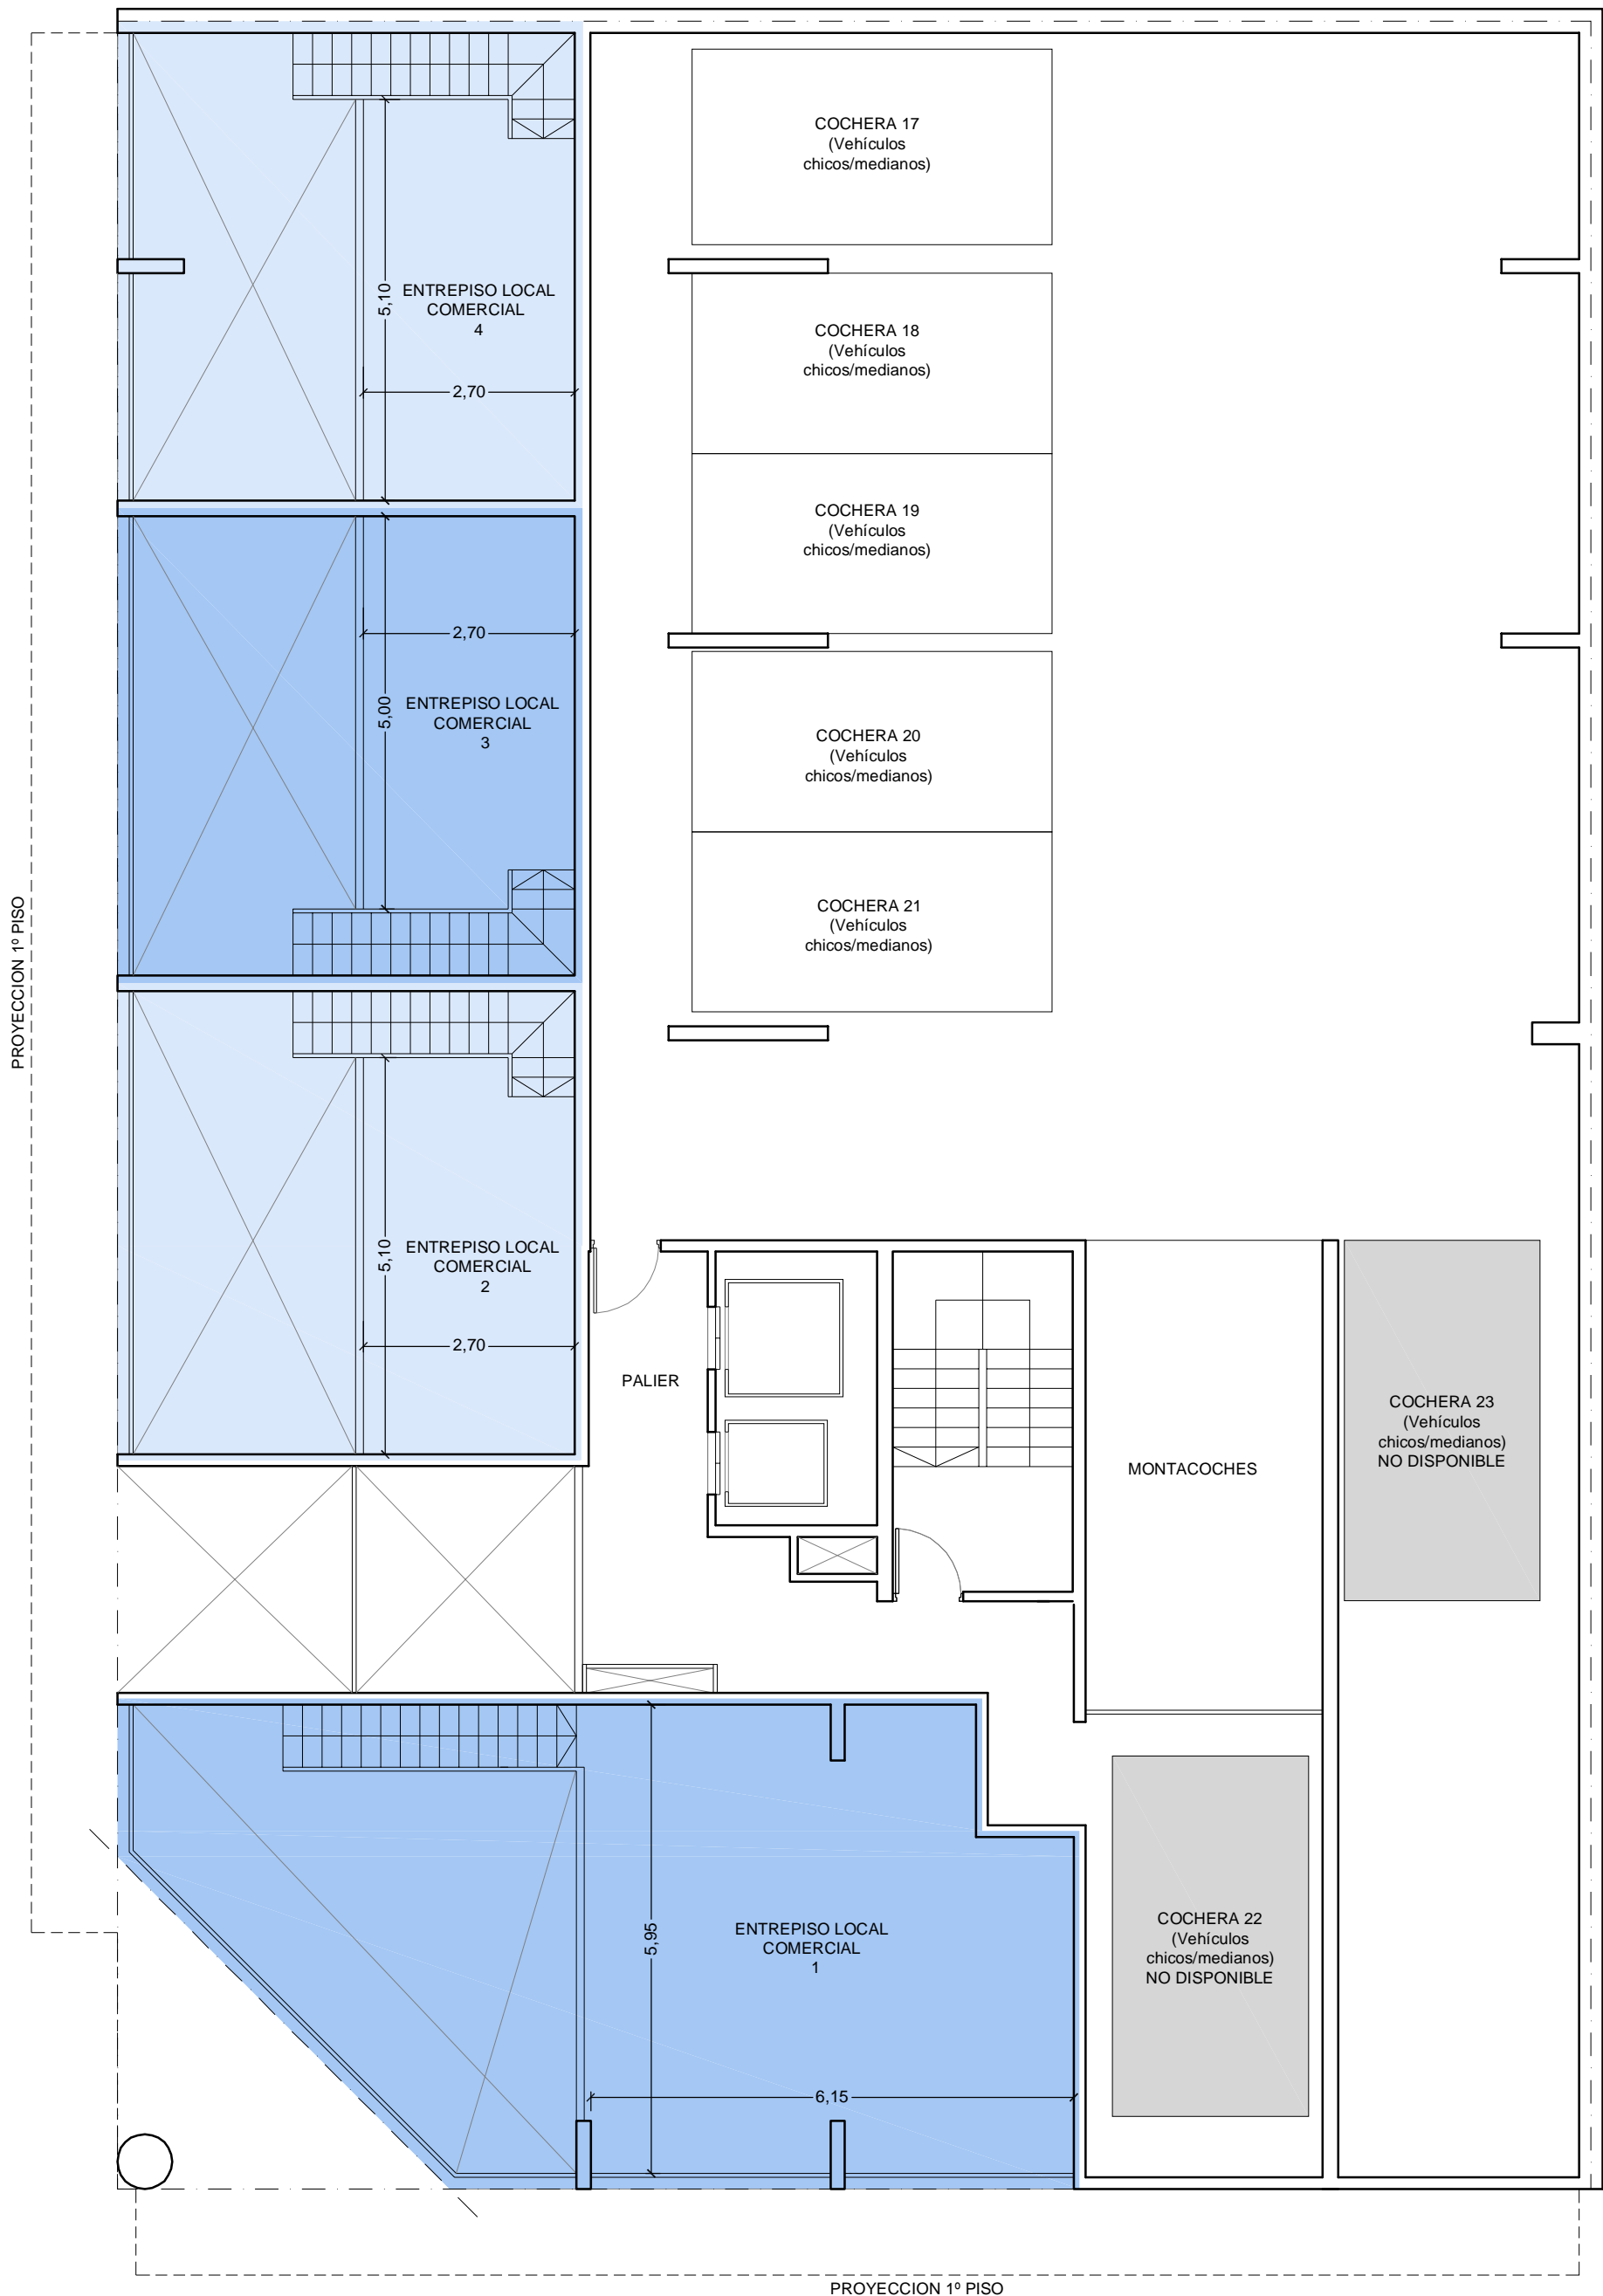 COCHERA 17
(Vehículos
chicos/medianos)
5,10
ENTREPISO LOCAL
COMERCIAL
4
2,70
COCHERA 18
(Vehículos
chicos/medianos)
COCHERA 19
(Vehículos
chicos/medianos)
2,70
5,00
ENTREPISO LOCAL
COMERCIAL
3
COCHERA 20
(Vehículos
chicos/medianos)
COCHERA 21
(Vehículos
chicos/medianos)
PROYECCION 1º PISO
5,10
ENTREPISO LOCAL
COMERCIAL
2
2,70
PALIER
MONTACOCHES
COCHERA 23
(Vehículos
chicos/medianos)
NO DISPONIBLE
5,95
ENTREPISO LOCAL
COMERCIAL
1
6,15
COCHERA 22
(Vehículos
chicos/medianos)
NO DISPONIBLE
PROYECCION 1º PISO